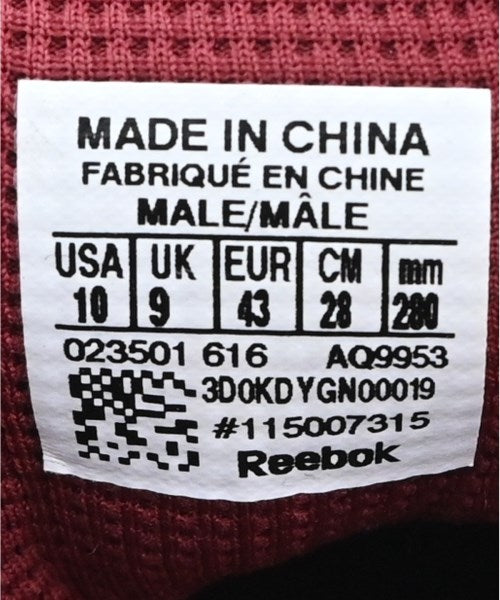 MADE IN CHINA
FABRIQUÉ EN CHINE
MALE/MÂLE
USA UK EUR CM mm
10 9 43 28 280
023501 616 AQ9953
3D0KDYGN00019
#115007315
Reebok